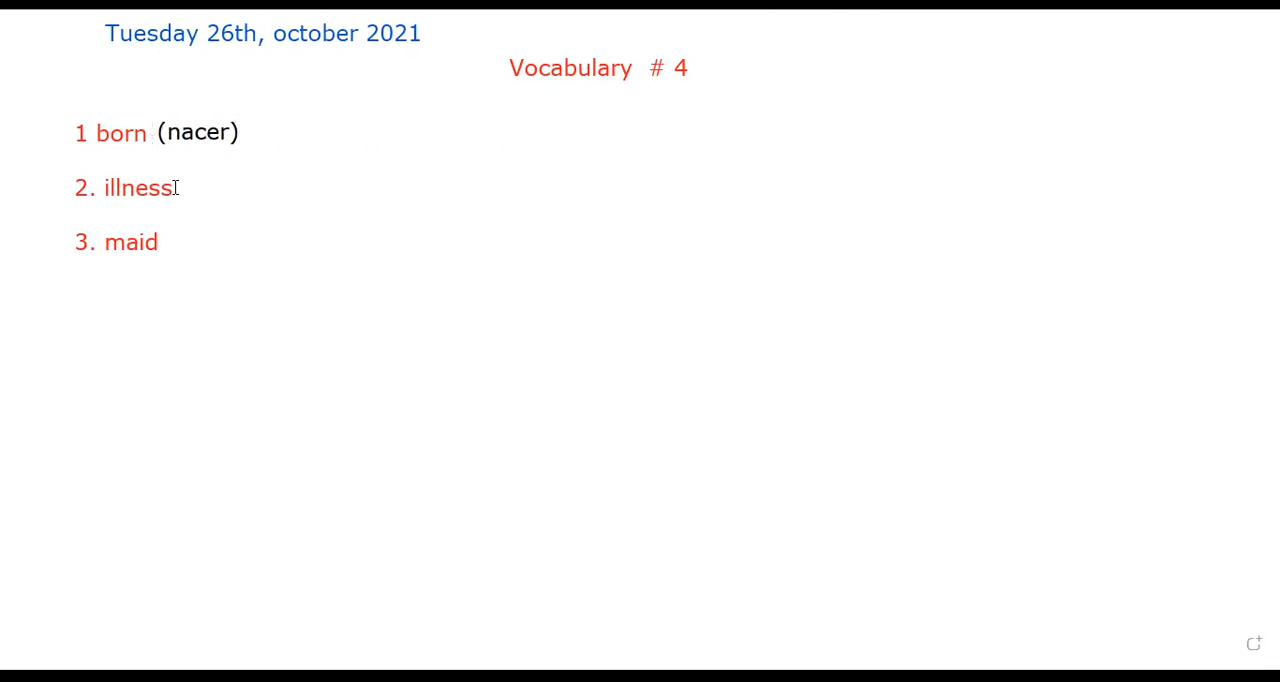 Tuesday 26th, october 2021
Vocabulary # 4
1 born (nacer)
2. illness
3. maid